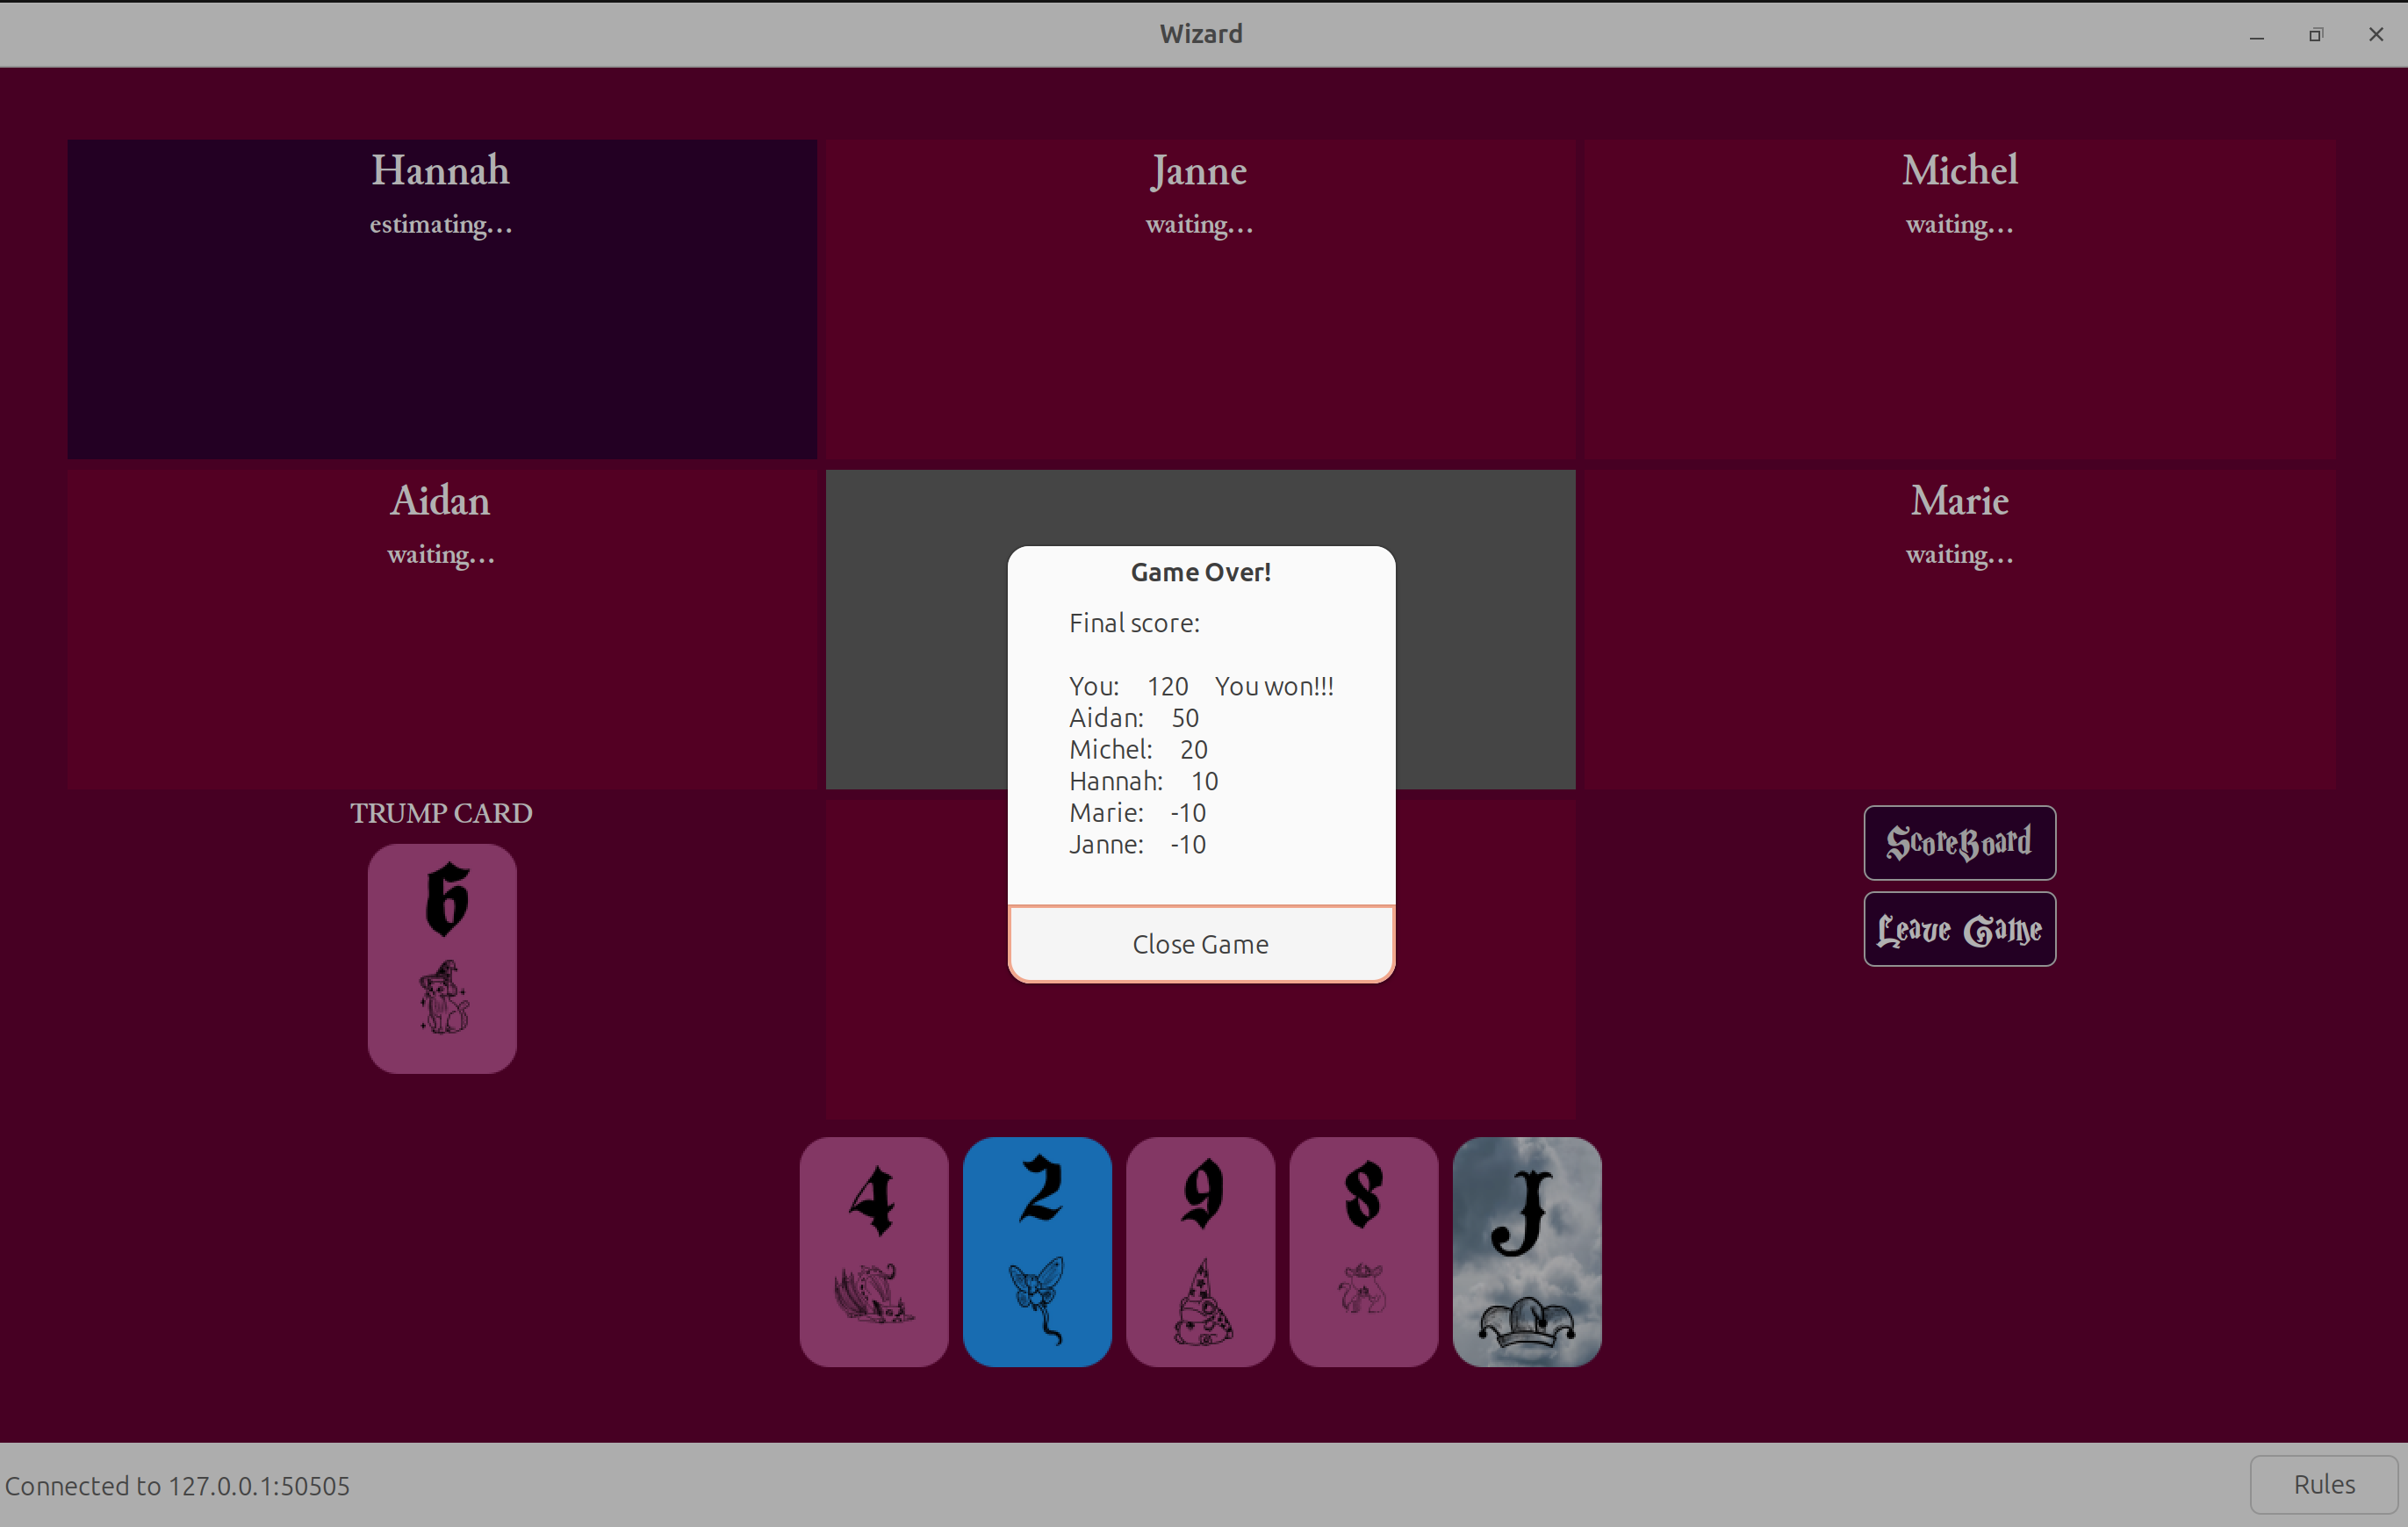 Wizard
Hannah
estimating...
Janne
waiting...
Michel
waiting...
Aidan
waiting...
Marie
waiting...
Game Over!
Final score:
You: 120 You won!!!
Aidan: 50
Michel: 20
Hannah: 10
Marie: -10
Janne: -10
Close Game
TRUMP CARD
6
ScoreBoard
Leave Game
4
2
9
8
J
Connected to 127.0.0.1:50505
Rules